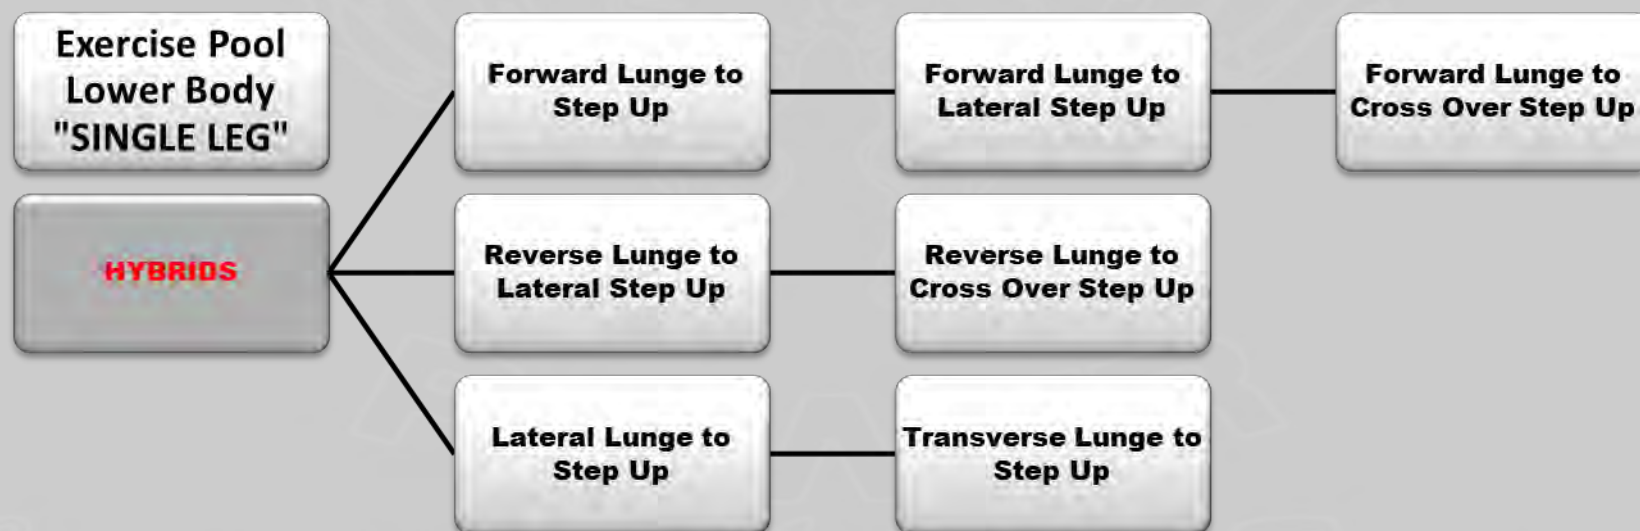 Exercise Pool
Lower Body
"SINGLE LEG"
Forward Lunge to
Step Up
Forward Lunge to
Lateral Step Up
Forward Lunge to
Cross Over Step Up
HYBRIDS
Reverse Lunge to
Lateral Step Up
Reverse Lunge to
Cross Over Step Up
Lateral Lunge to
Step Up
Transverse Lunge to
Step Up